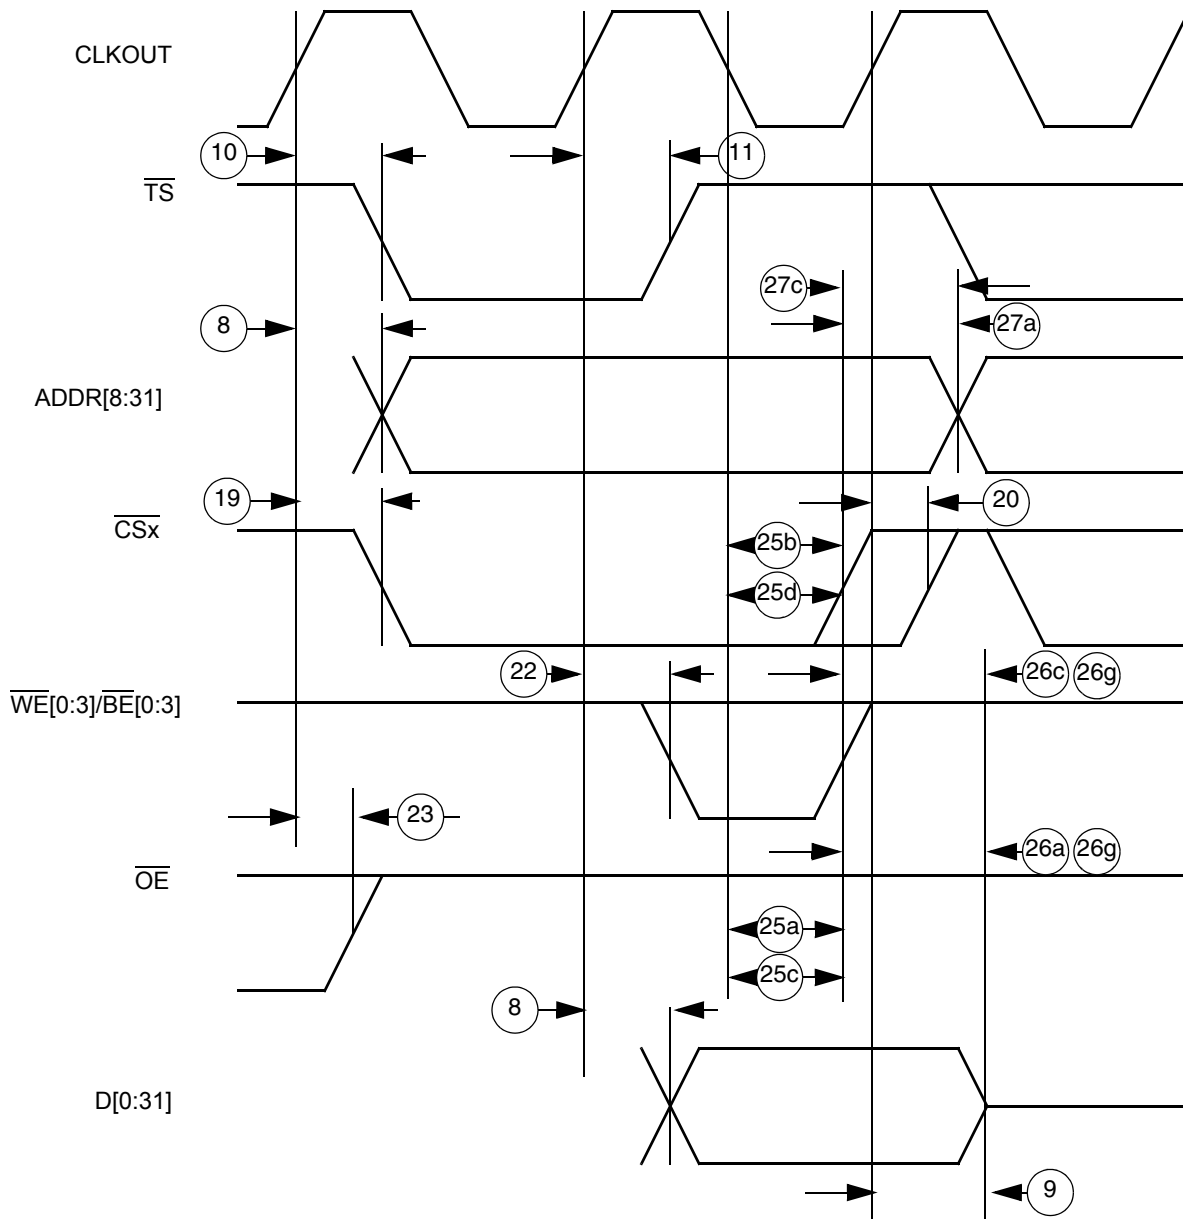 CLKOUT
10
11
TS
27c
8
27a
ADDR[8:31]
19
20
CSx
25b
25d
22
26c 26g
WE[0:3]/BE[0:3]
23
26a 26g
OE
25a
25c
8
D[0:31]
9